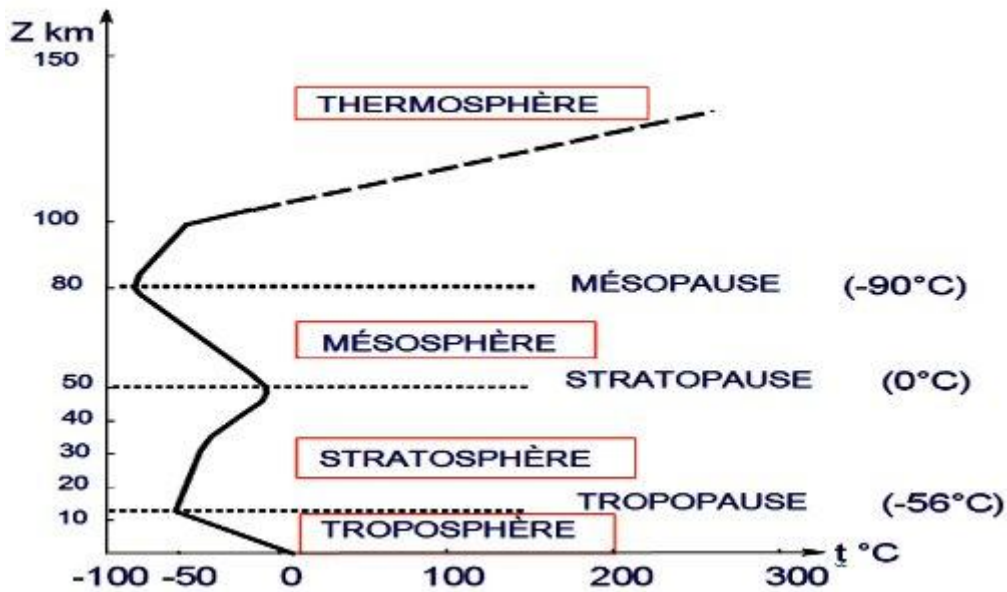 Z km
150
THERMOSPHÈRE
100
80
MÉSOPAUSE (-90°C)
MÉSOSPHÈRE
50
STRATOPAUSE (0°C)
40
30
STRATOSPHÈRE
20
TROPOPAUSE (-56°C)
10
TROPOSPHÈRE
t °C
-100 -50 0 100 200 300